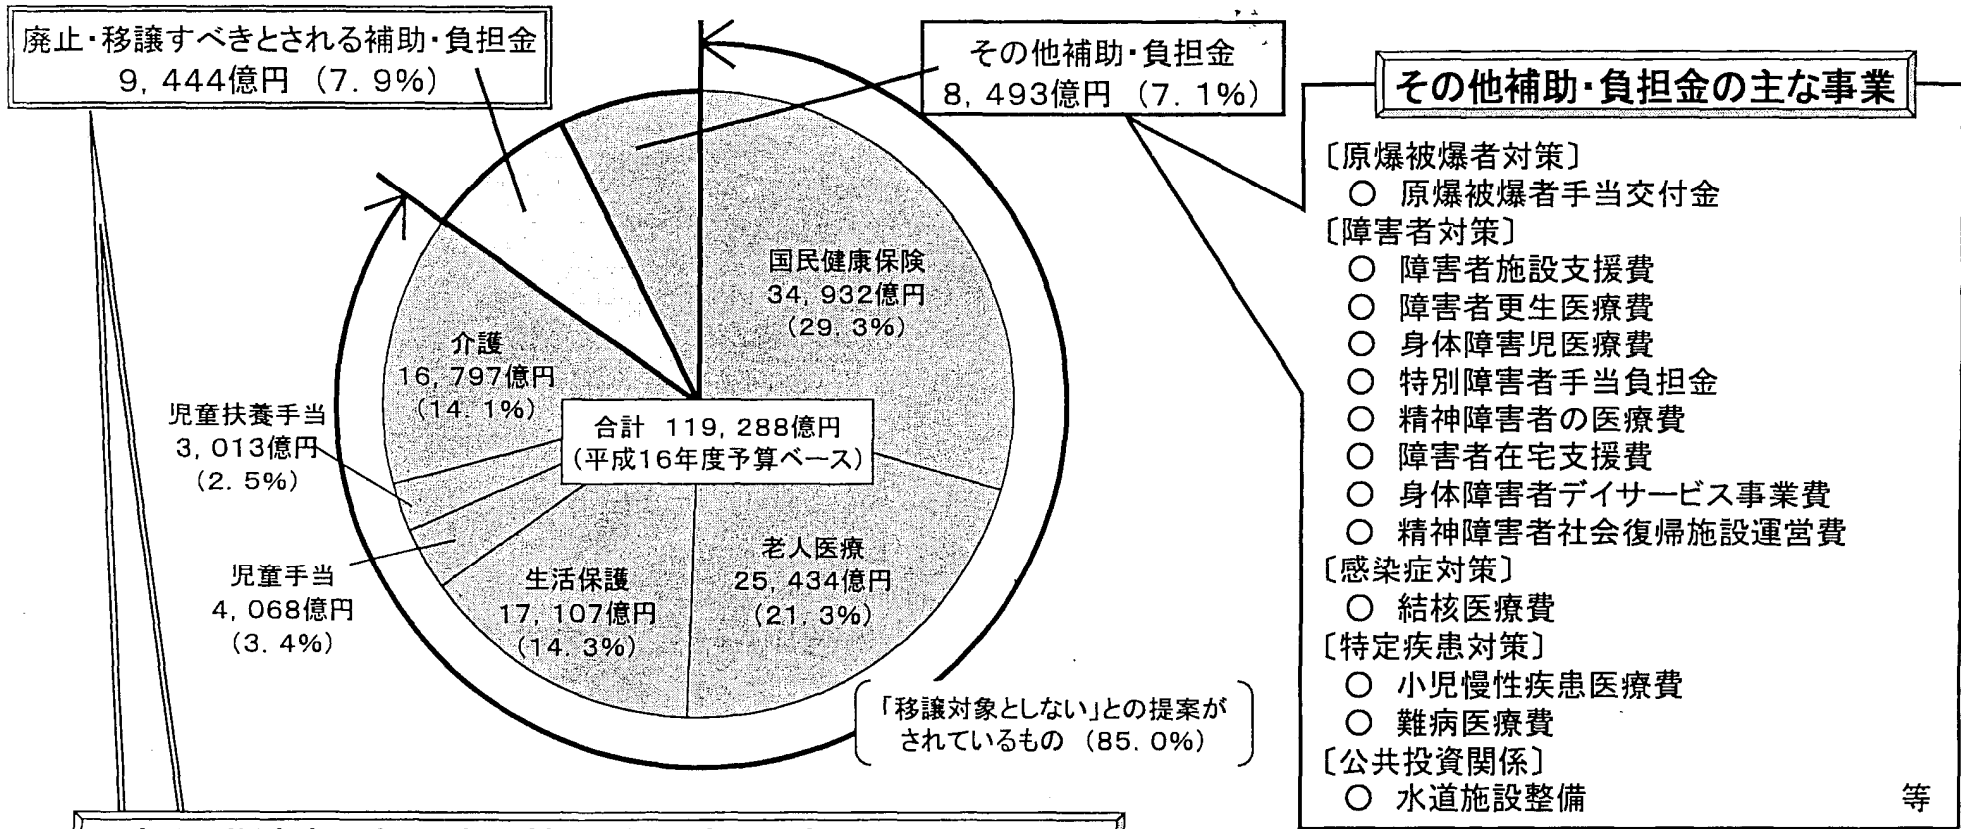 廃止・移譲すべきとされる補助・負担金
9,444億円 (7.9%)
その他補助・負担金
8,493億円 (7.1%)
国民健康保険
34,932億円
(29.3%)
老人医療
25,434億円
(21.3%)
生活保護
17,107億円
(14.3%)
児童手当
4,068億円
(3.4%)
児童扶養手当
3,013億円
(2.5%)
介護
16,797億円
(14.1%)
合計 119,288億円
(平成16年度予算ベース)
「移譲対象としない」との提案が
されているもの (85.0%)
その他補助・負担金の主な事業
〔原爆被爆者対策〕
○ 原爆被爆者手当交付金
〔障害者対策〕
○ 障害者施設支援費
○ 障害者更生医療費
○ 身体障害児医療費
○ 特別障害者手当負担金
○ 精神障害者の医療費
○ 障害者在宅支援費
○ 身体障害者デイサービス事業費
○ 精神障害者社会復帰施設運営費
〔感染症対策〕
○ 結核医療費
〔特定疾患対策〕
○ 小児慢性疾患医療費
○ 難病医療費
〔公共投資関係〕
○ 水道施設整備 等